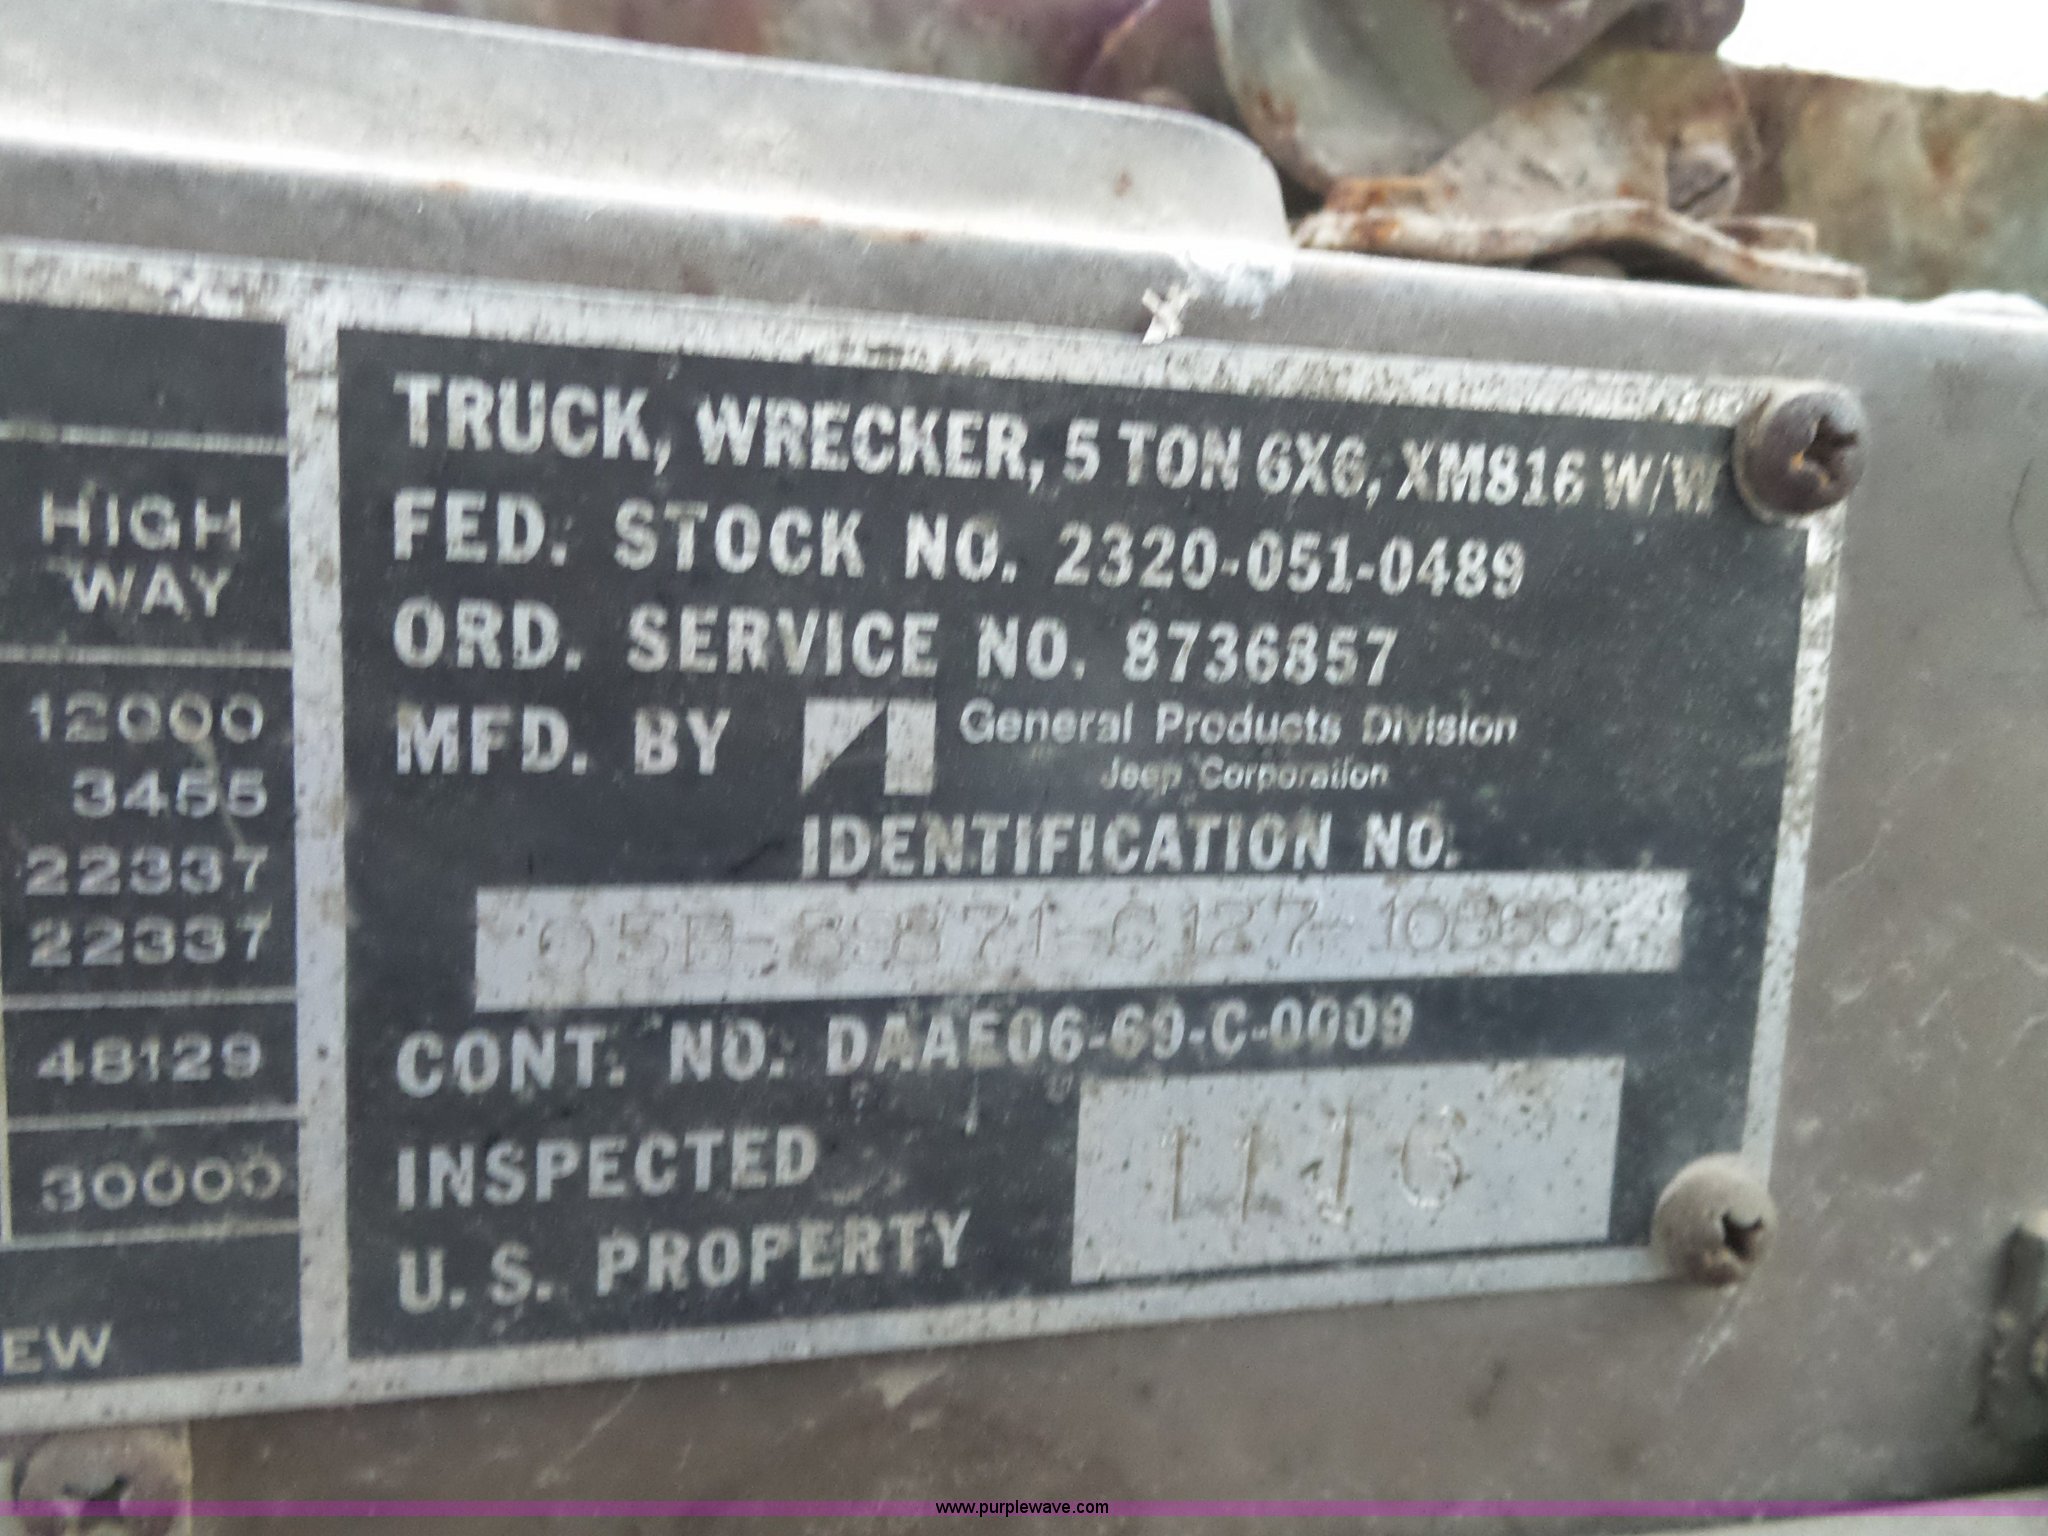 HIGH
WAY
12000
3455
22337
22337
48129
30000
EW
TRUCK, WRECKER, 5 TON 6X6, XM816 W/W
FED. STOCK NO. 2320-051-0489
ORD. SERVICE NO. 8736857
MFD. BY General Products Division
Jeep Corporation
IDENTIFICATION NO.
CONT. NO. DAAE06-69-C-0009
INSPECTED
U. S. PROPERTY
www.purplewave.com